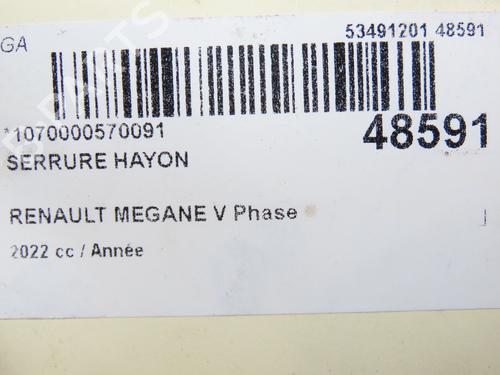 GA 53491201 48591
*1070000570091 48591
SERRURE HAYON
RENAULT MEGANE V Phase
2022 cc / Année